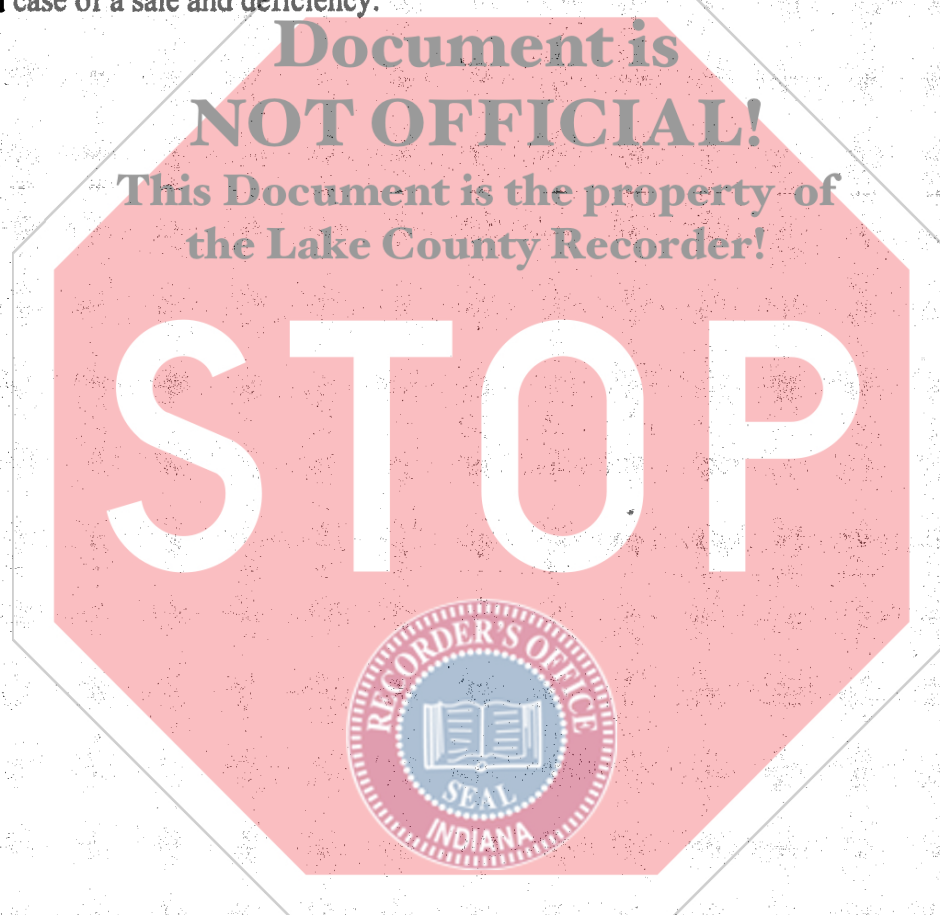 case of a sale and deficiency.
Document is
NOT OFFICIAL!
This Document is the property of
the Lake County Recorder!
STOP
RECORDER'S OFFICE
SEAL
INDIANA